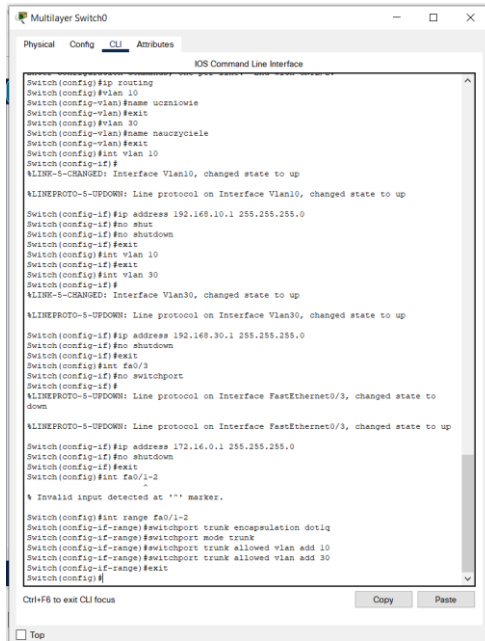 Multilayer Switch0
Physical Config CLI Attributes
IOS Command Line Interface
Switch(config)#ip routing
Switch(config)#vlan 10
Switch(config-vlan)#name uczniowie
Switch(config-vlan)#exit
Switch(config)#vlan 30
Switch(config-vlan)#name nauczyciele
Switch(config-vlan)#exit
Switch(config)#int vlan 10
Switch(config-if)#
%LINK-5-CHANGED: Interface Vlan10, changed state to up
%LINEPROTO-5-UPDOWN: Line protocol on Interface Vlan10, changed state to up
Switch(config-if)#ip address 192.168.10.1 255.255.255.0
Switch(config-if)#no shut
Switch(config-if)#no shutdown
Switch(config-if)#exit
Switch(config)#int vlan 10
Switch(config-if)#exit
Switch(config)#int vlan 30
Switch(config-if)#
%LINK-5-CHANGED: Interface Vlan30, changed state to up
%LINEPROTO-5-UPDOWN: Line protocol on Interface Vlan30, changed state to up
Switch(config-if)#ip address 192.168.30.1 255.255.255.0
Switch(config-if)#no shutdown
Switch(config-if)#exit
Switch(config)#int fa0/3
Switch(config-if)#no switchport
Switch(config-if)#
%LINEPROTO-5-UPDOWN: Line protocol on Interface FastEthernet0/3, changed state to
down
%LINEPROTO-5-UPDOWN: Line protocol on Interface FastEthernet0/3, changed state to up
Switch(config-if)#ip address 172.16.0.1 255.255.255.0
Switch(config-if)#no shutdown
Switch(config-if)#exit
Switch(config)#int fa0/1-2
^
% Invalid input detected at '^' marker.
Switch(config)#int range fa0/1-2
Switch(config-if-range)#switchport trunk encapsulation dot1q
Switch(config-if-range)#switchport mode trunk
Switch(config-if-range)#switchport trunk allowed vlan add 10
Switch(config-if-range)#switchport trunk allowed vlan add 30
Switch(config-if-range)#exit
Switch(config)#
Ctrl+F6 to exit CLI focus
Copy Paste
Top